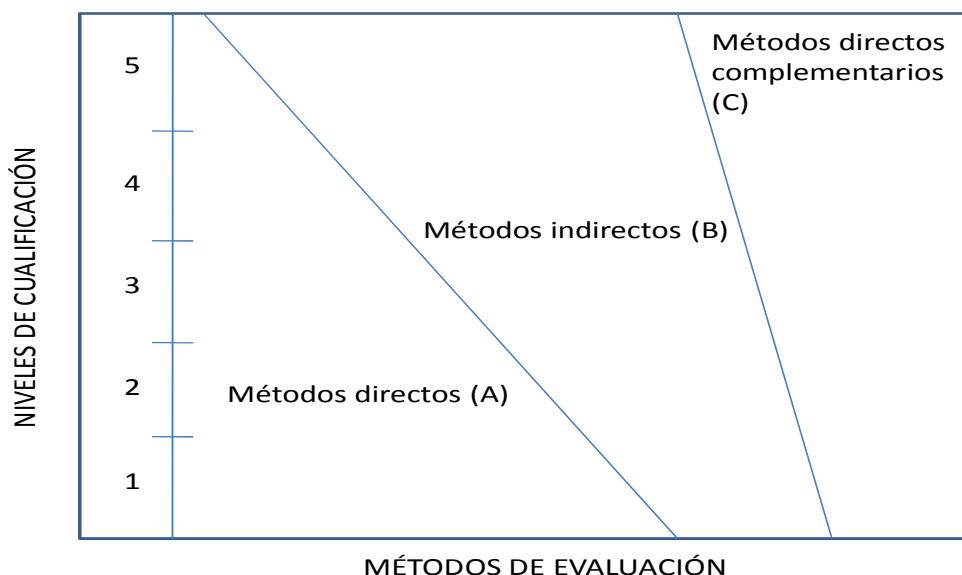 Métodos directos
complementarios
(C)
5
4
Métodos indirectos (B)
3
2
Métodos directos (A)
1
NIVELES DE CUALIFICACIÓN
MÉTODOS DE EVALUACIÓN